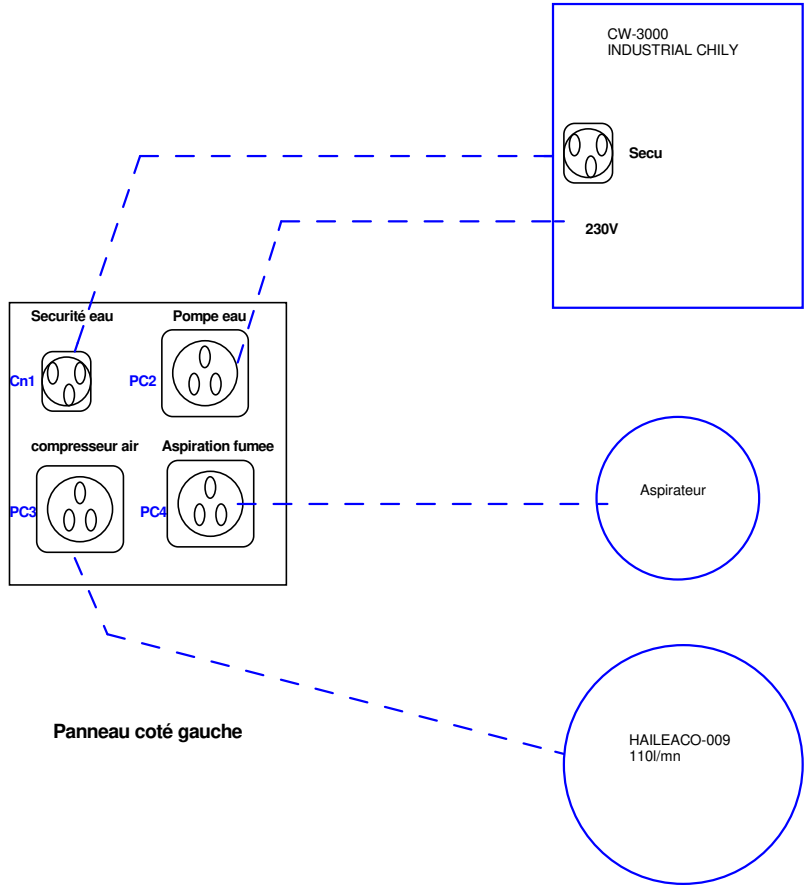 CW-3000
INDUSTRIAL CHILY
Secu
230V
Securité eau
Pompe eau
Cn1
PC2
compresseur air
Aspiration fumee
PC3
PC4
Aspirateur
Panneau coté gauche
HAILEACO-009
110l/mn